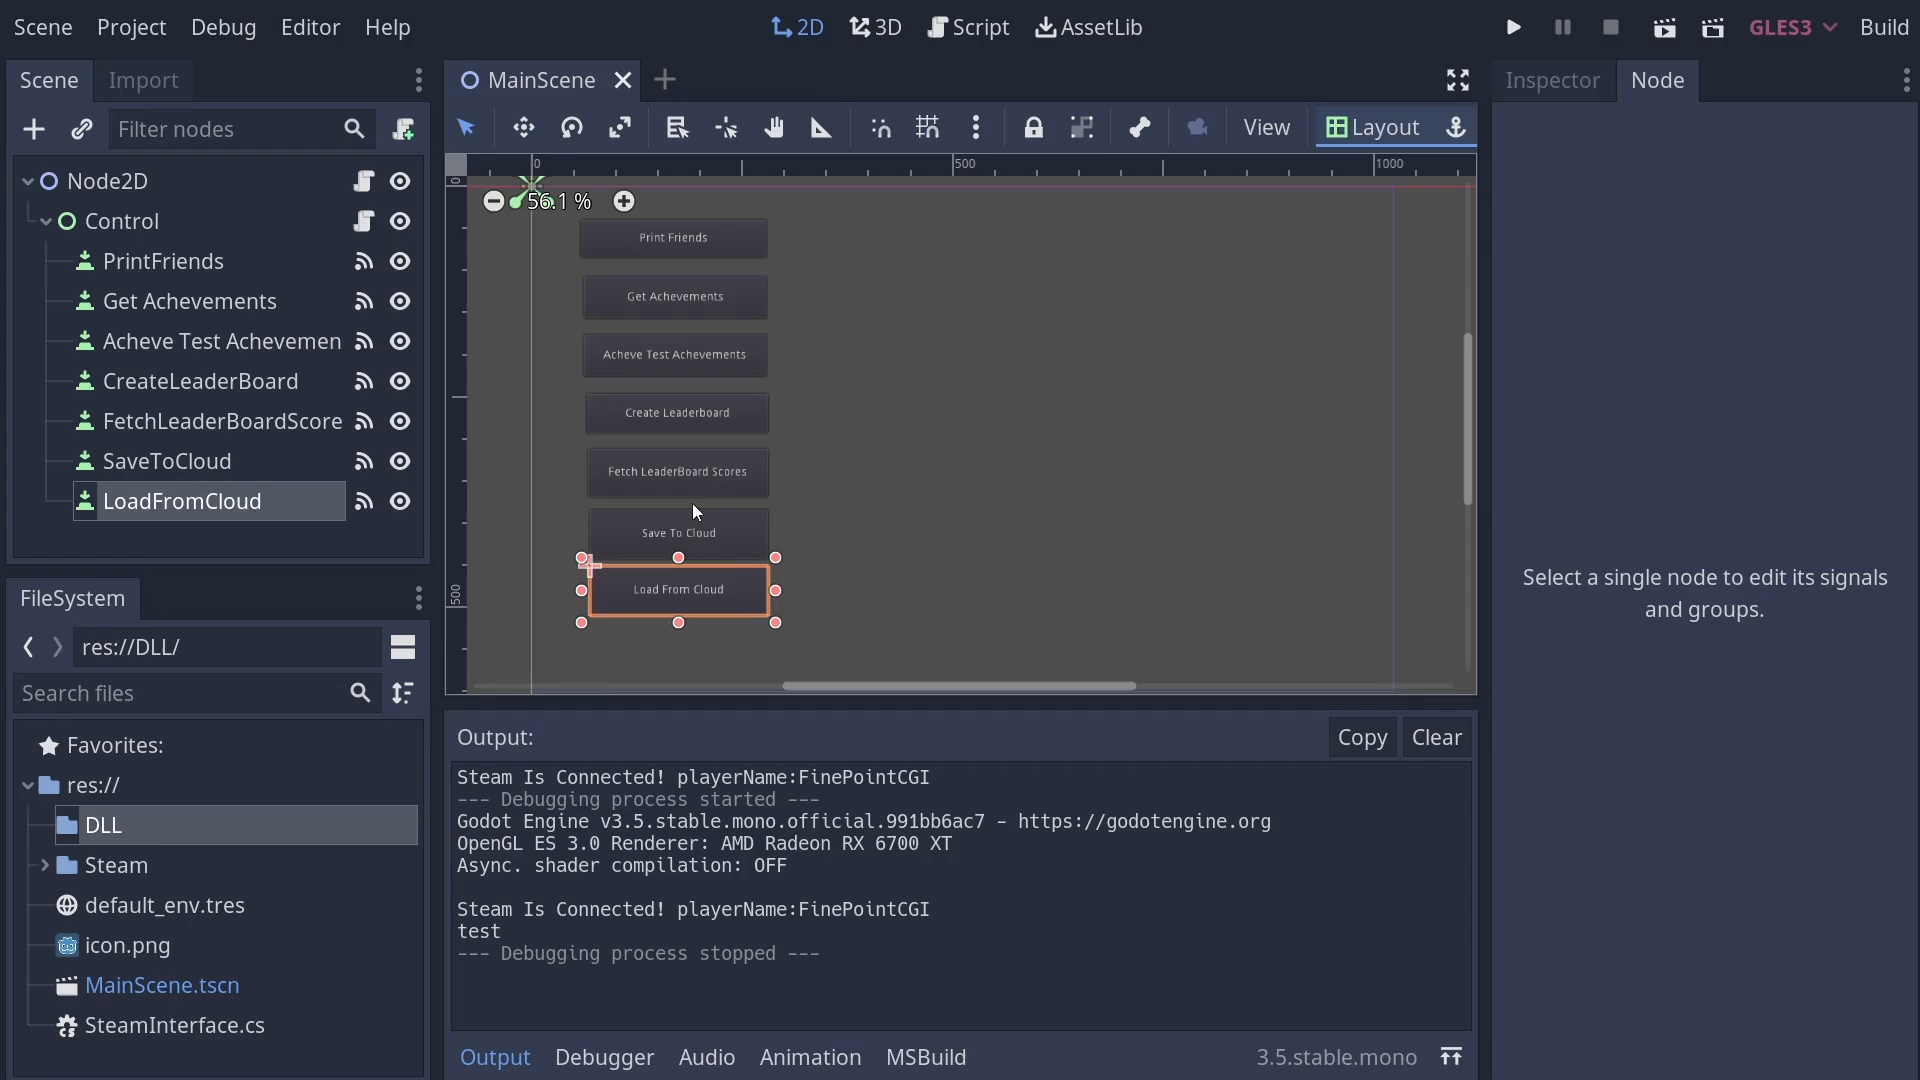 Scene Project Debug Editor Help 2D 3D Script AssetLib GLES3 Build
Scene Import
Filter nodes
Node2D
Control
PrintFriends
Get Achevements
Acheve Test Achevemen
CreateLeaderBoard
FetchLeaderBoardScore
SaveToCloud
LoadFromCloud
FileSystem
res://DLL/
Search files
Favorites:
res://
DLL
Steam
default_env.tres
icon.png
MainScene.tscn
SteamInterface.cs
MainScene
View Layout
0 500 1000
0
500
56.1 %
Print Friends
Get Achevements
Acheve Test Achevements
Create Leaderboard
Fetch LeaderBoard Scores
Save To Cloud
Load From Cloud
Output: Copy Clear
Steam Is Connected! playerName:FinePointCGI
--- Debugging process started ---
Godot Engine v3.5.stable.mono.official.991bb6ac7 - https://godotengine.org
OpenGL ES 3.0 Renderer: AMD Radeon RX 6700 XT
Async. shader compilation: OFF
Steam Is Connected! playerName:FinePointCGI
test
--- Debugging process stopped ---
Output Debugger Audio Animation MSBuild 3.5.stable.mono
Inspector Node
Select a single node to edit its signals
and groups.